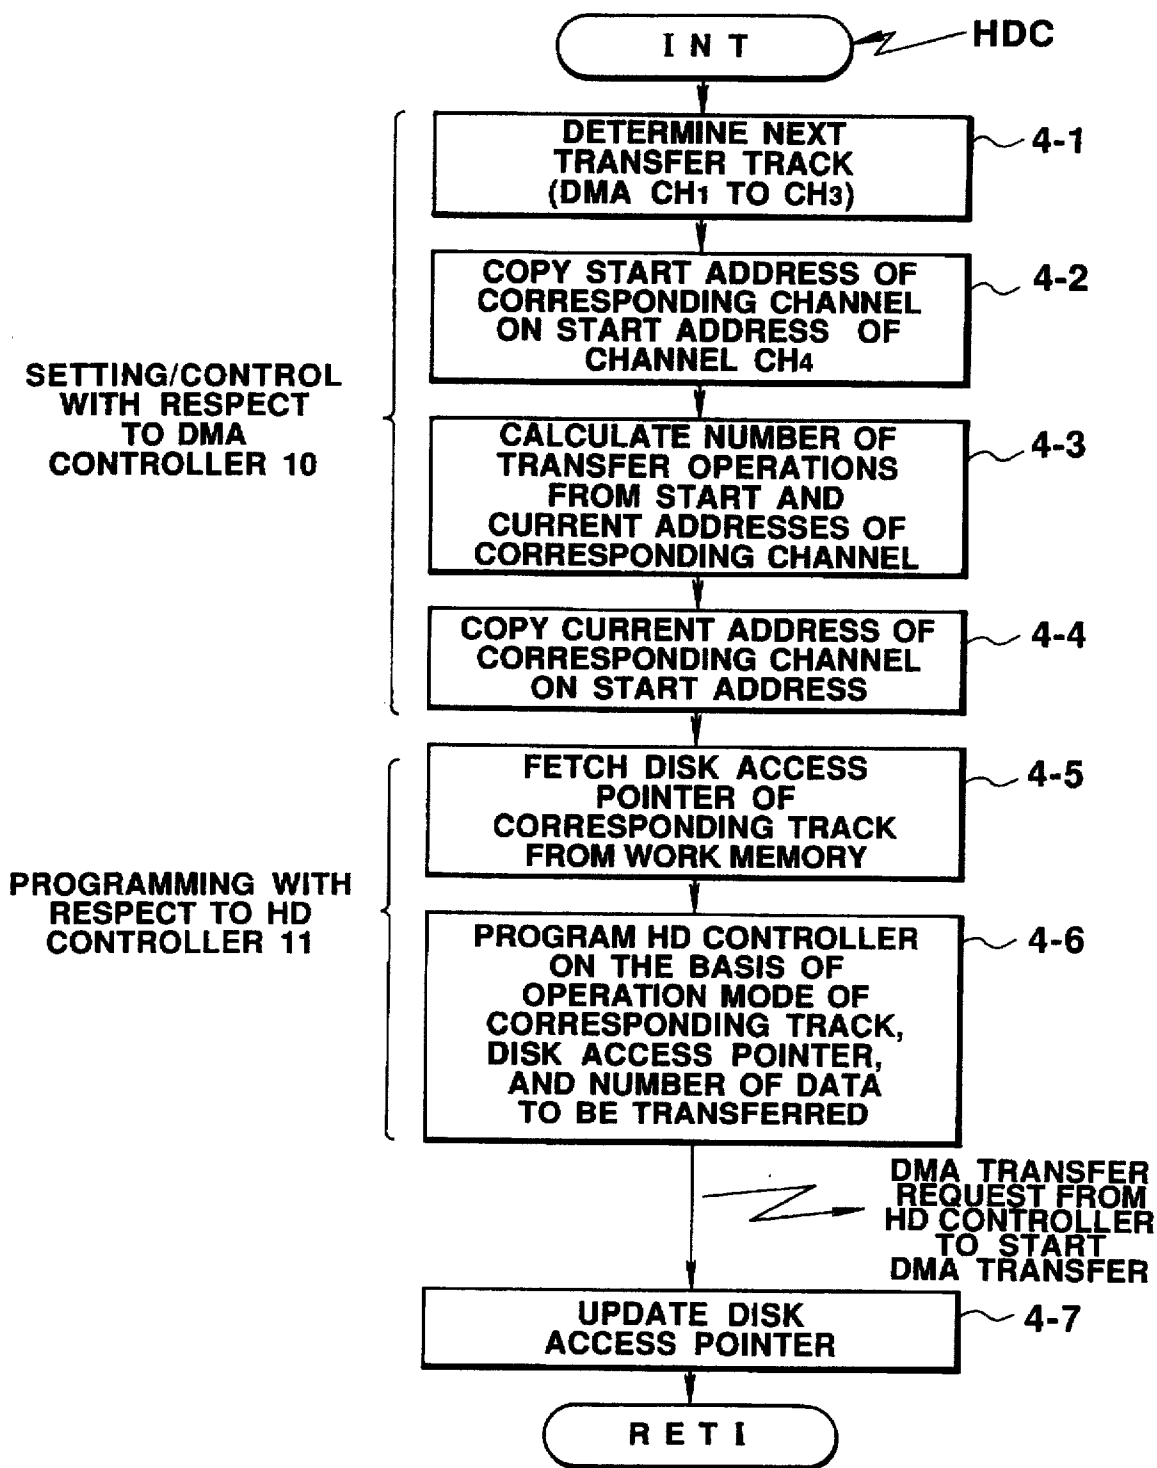 I N T
HDC
DETERMINE NEXT
TRANSFER TRACK
(DMA CH1 TO CH3)
4-1
COPY START ADDRESS OF
CORRESPONDING CHANNEL
ON START ADDRESS OF
CHANNEL CH4
4-2
SETTING/CONTROL
WITH RESPECT
TO DMA
CONTROLLER 10
CALCULATE NUMBER OF
TRANSFER OPERATIONS
FROM START AND
CURRENT ADDRESSES OF
CORRESPONDING CHANNEL
4-3
COPY CURRENT ADDRESS OF
CORRESPONDING CHANNEL
ON START ADDRESS
4-4
FETCH DISK ACCESS
POINTER OF
CORRESPONDING TRACK
FROM WORK MEMORY
4-5
PROGRAMMING WITH
RESPECT TO HD
CONTROLLER 11
PROGRAM HD CONTROLLER
ON THE BASIS OF
OPERATION MODE OF
CORRESPONDING TRACK,
DISK ACCESS POINTER,
AND NUMBER OF DATA
TO BE TRANSFERRED
4-6
DMA TRANSFER
REQUEST FROM
HD CONTROLLER
TO START
DMA TRANSFER
UPDATE DISK
ACCESS POINTER
4-7
R E T I